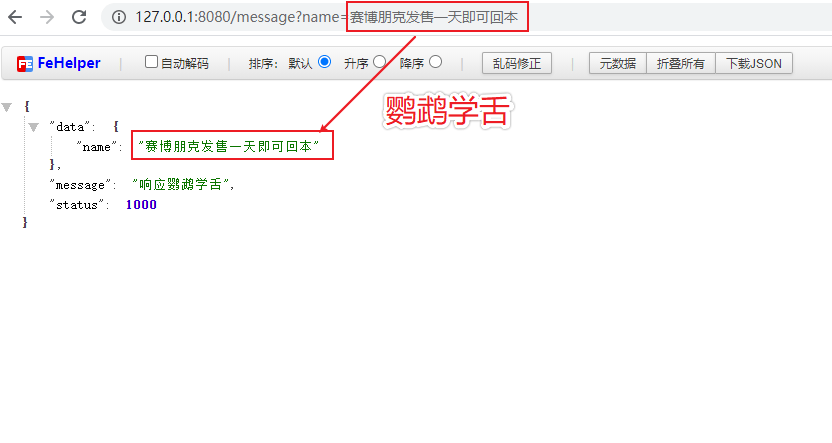 127.0.0.1:8080/message?name=赛博朋克发售一天即可回本
FeHelper | 自动解码 | 排序: 默认 升序 降序 | 乱码修正 | 元数据 折叠所有 下载JSON
{
鹦鹉学舌
"data": {
"name": "赛博朋克发售一天即可回本"
},
"message": "响应鹦鹉学舌",
"status": 1000
}